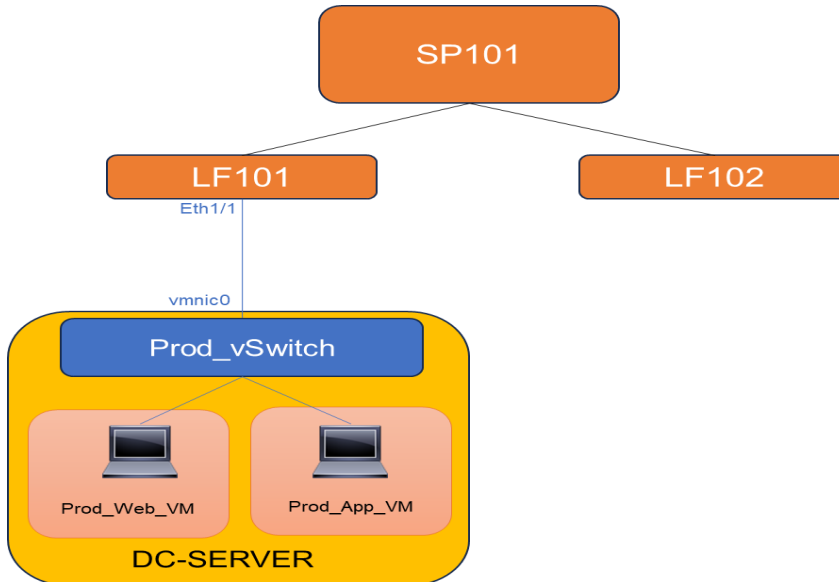 SP101
LF101
LF102
Eth1/1
vmnic0
Prod_vSwitch
Prod_Web_VM
Prod_App_VM
DC-SERVER